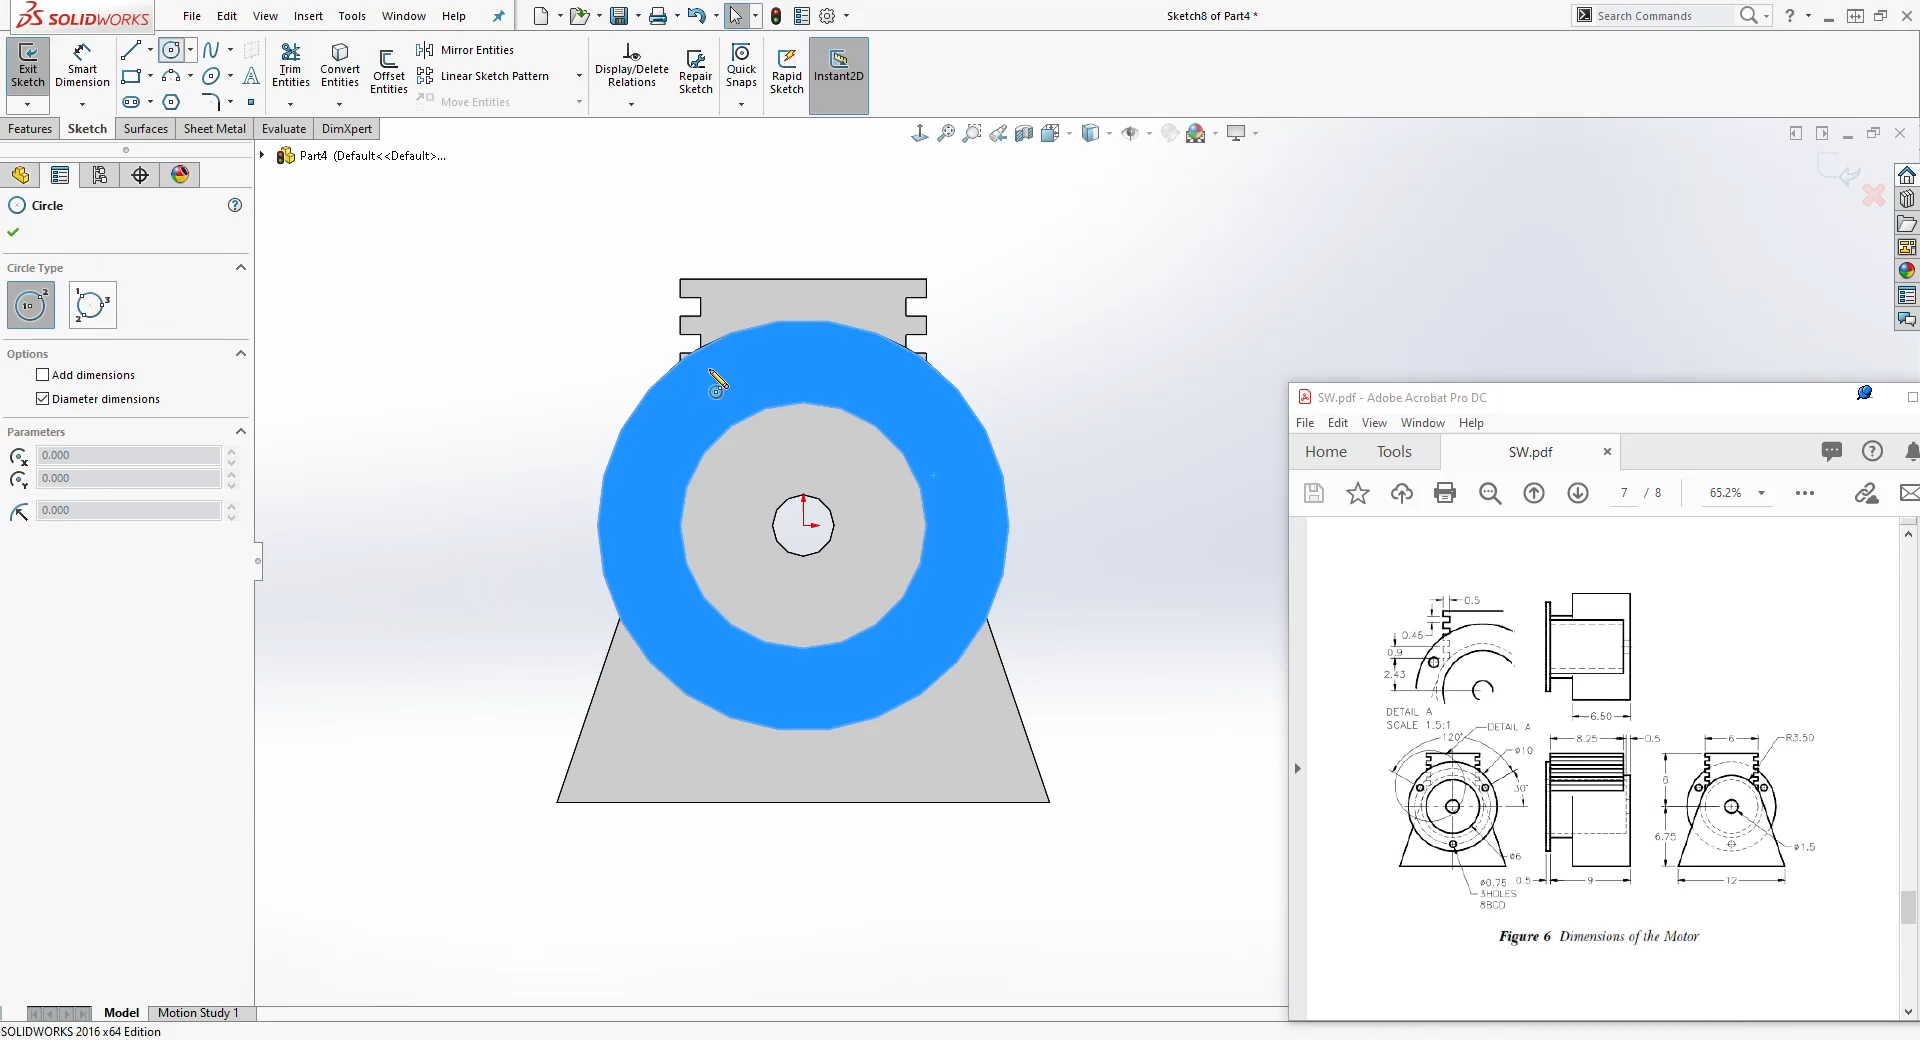 SOLIDWORKS
File Edit View Insert Tools Window Help
Sketch8 of Part4 *
Search Commands
Exit Sketch
Smart Dimension
Trim Entities
Convert Entities
Offset Entities
Mirror Entities
Linear Sketch Pattern
Move Entities
Display/Delete Relations
Repair Sketch
Quick Snaps
Rapid Sketch
Instant2D
Features Sketch Surfaces Sheet Metal Evaluate DimXpert
Part4 (Default<<Default>...
Circle
Circle Type
Options
Add dimensions
Diameter dimensions
Parameters
0.000
0.000
0.000
SW.pdf - Adobe Acrobat Pro DC
File Edit View Window Help
Home Tools SW.pdf
7 / 8 65.2%
0.5
0.45
0.9
2.43
DETAIL A
SCALE 1.5:1
6.50
DETAIL A
120°
ø10
30°
ø6
ø0.75
3HOLES
8BCD
8.25 0.5
0.5 9
6 R3.50
6
6.75
ø1.5
12
Figure 6 Dimensions of the Motor
Model Motion Study 1
SOLIDWORKS 2016 x64 Edition